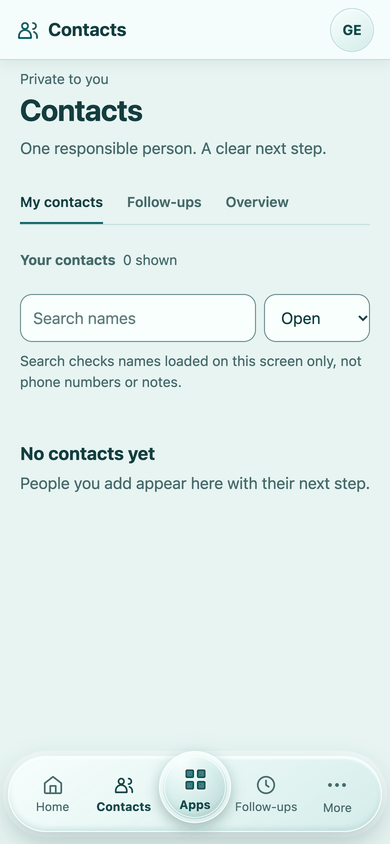 Contacts
GE
Private to you
Contacts
One responsible person. A clear next step.
My contacts Follow-ups Overview
Your contacts 0 shown
Search names
Open
Search checks names loaded on this screen only, not
phone numbers or notes.
No contacts yet
People you add appear here with their next step.
Home Contacts Apps Follow-ups More